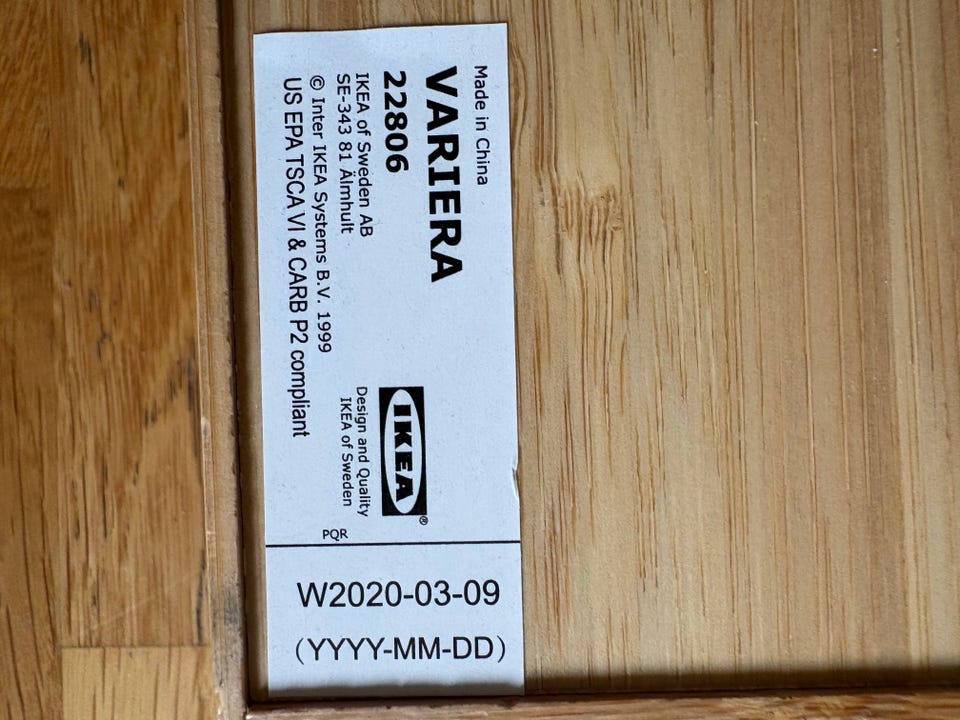 Made in China
VARIERA
22806
IKEA of Sweden AB
SE-343 81 Älmhult
© Inter IKEA Systems B.V. 1999
US EPA TSCA VI & CARB P2 compliant
IKEA®
Design and Quality
IKEA of Sweden
PQR
W2020-03-09
(YYYY-MM-DD)